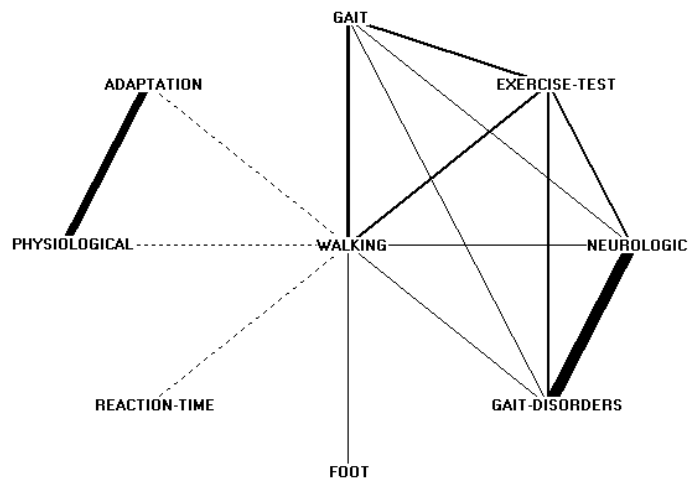 GAIT
ADAPTATION
EXERCISE-TEST
PHYSIOLOGICAL
WALKING
NEUROLOGIC
REACTION-TIME
GAIT-DISORDERS
FOOT